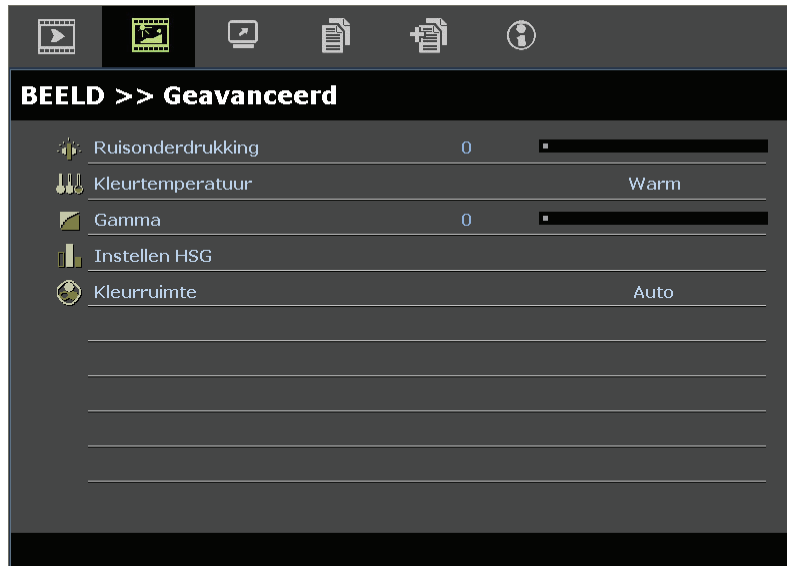 BEELD >> Geavanceerd
Ruisonderdrukking 0
Kleurtemperatuur Warm
Gamma 0
Instellen HSG
Kleurruimte Auto